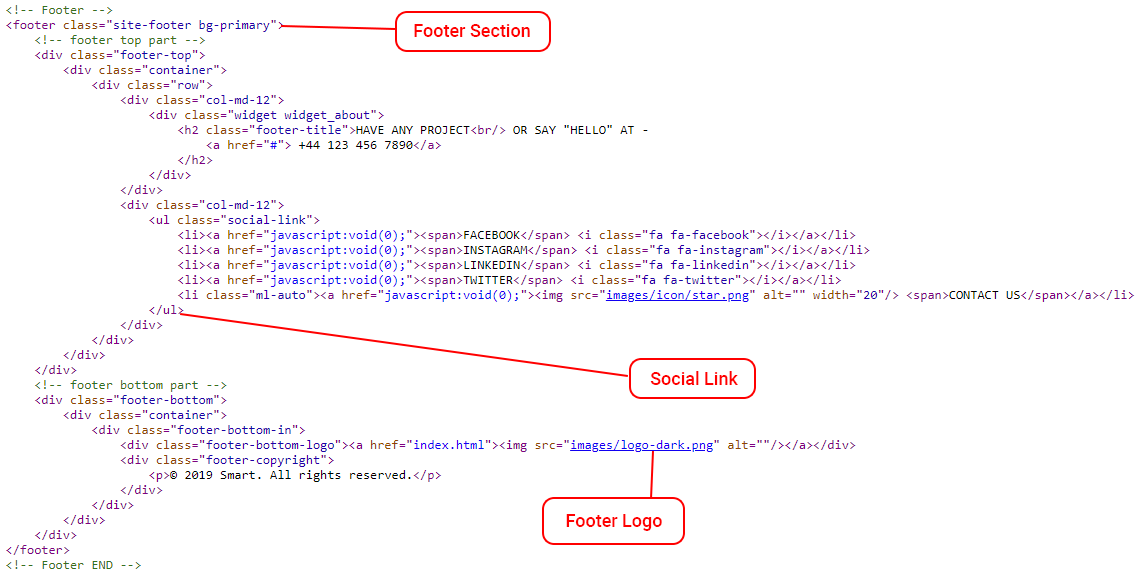 <!-- Footer -->
<footer class="site-footer bg-primary">
Footer Section
<!-- footer top part -->
<div class="footer-top">
<div class="container">
<div class="row">
<div class="col-md-12">
<div class="widget widget_about">
<h2 class="footer-title">HAVE ANY PROJECT<br/> OR SAY "HELLO" AT -
<a href="#"> +44 123 456 7890</a>
</h2>
</div>
</div>
<div class="col-md-12">
<ul class="social-link">
<li><a href="javascript:void(0);"><span>FACEBOOK</span> <i class="fa fa-facebook"></i></a></li>
<li><a href="javascript:void(0);"><span>INSTAGRAM</span> <i class="fa fa-instagram"></i></a></li>
<li><a href="javascript:void(0);"><span>LINKEDIN</span> <i class="fa fa-linkedin"></i></a></li>
<li><a href="javascript:void(0);"><span>TWITTER</span> <i class="fa fa-twitter"></i></a></li>
<li class="ml-auto"><a href="javascript:void(0);"><img src="images/icon/star.png" alt="" width="20"/> <span>CONTACT US</span></a></li>
</ul>
</div>
</div>
</div>
</div>
Social Link
<!-- footer bottom part -->
<div class="footer-bottom">
<div class="container">
<div class="footer-bottom-in">
<div class="footer-bottom-logo"><a href="index.html"><img src="images/logo-dark.png" alt=""/></a></div>
<div class="footer-copyright">
<p>© 2019 Smart. All rights reserved.</p>
</div>
</div>
</div>
</div>
Footer Logo
</footer>
<!-- Footer END -->